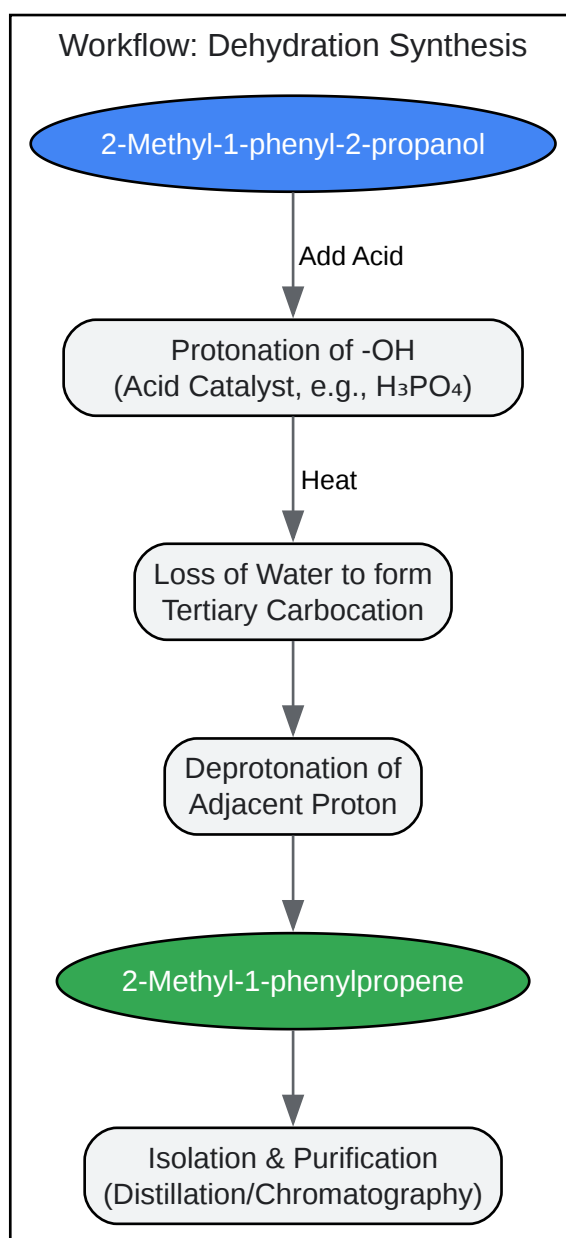 Workflow: Dehydration Synthesis
2-Methyl-1-phenyl-2-propanol
Add Acid
Protonation of -OH
(Acid Catalyst, e.g., H₃PO₄)
Heat
Loss of Water to form
Tertiary Carbocation
Deprotonation of
Adjacent Proton
2-Methyl-1-phenylpropene
Isolation & Purification
(Distillation/Chromatography)